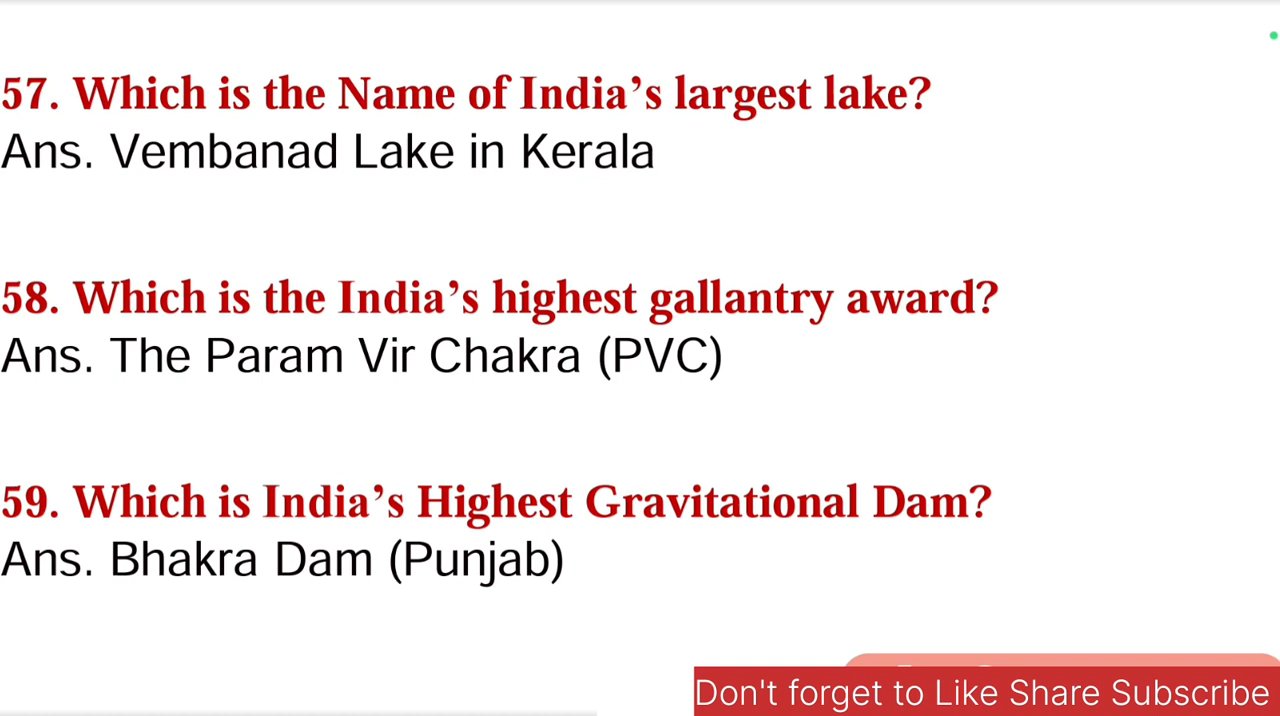 57. Which is the Name of India’s largest lake?
Ans. Vembanad Lake in Kerala
58. Which is the India’s highest gallantry award?
Ans. The Param Vir Chakra (PVC)
59. Which is India’s Highest Gravitational Dam?
Ans. Bhakra Dam (Punjab)
Don't forget to Like Share Subscribe